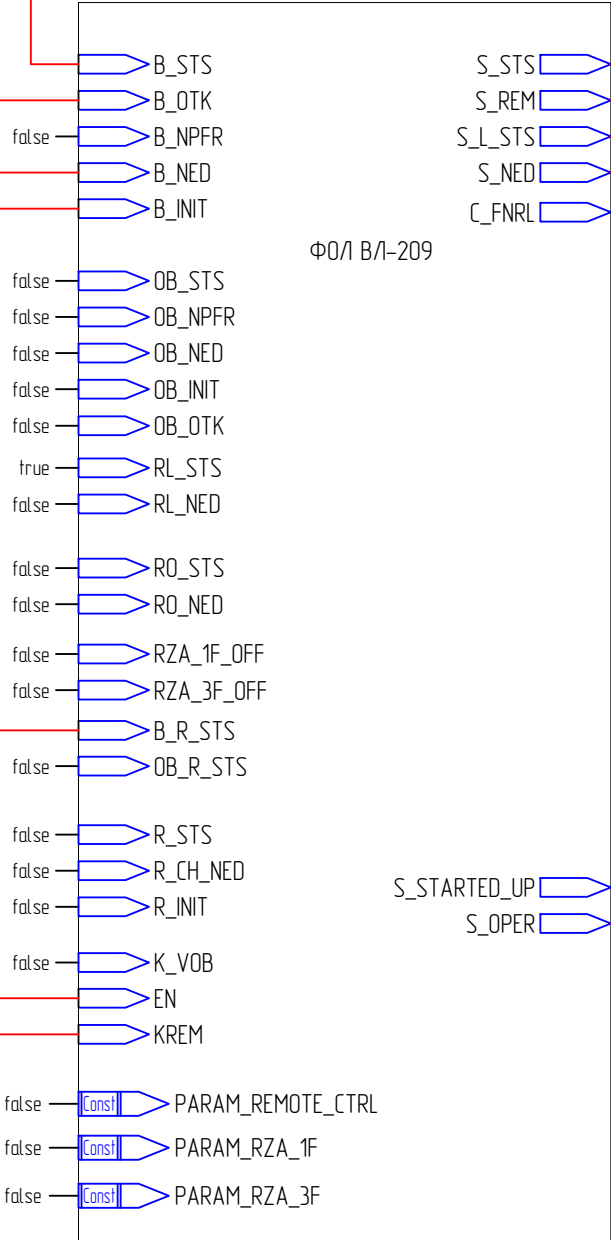 B_STS S_STS
B_OTK S_REM
false B_NPFR S_L_STS
B_NED S_NED
B_INIT C_FNRL
ФОЛ ВЛ-209
false OB_STS
false OB_NPFR
false OB_NED
false OB_INIT
false OB_OTK
true RL_STS
false RL_NED
false RO_STS
false RO_NED
false RZA_1F_OFF
false RZA_3F_OFF
B_R_STS
false OB_R_STS
false R_STS
false R_CH_NED S_STARTED_UP
false R_INIT S_OPER
false K_VOB
EN
KREM
false Const PARAM_REMOTE_CTRL
false Const PARAM_RZA_1F
false Const PARAM_RZA_3F